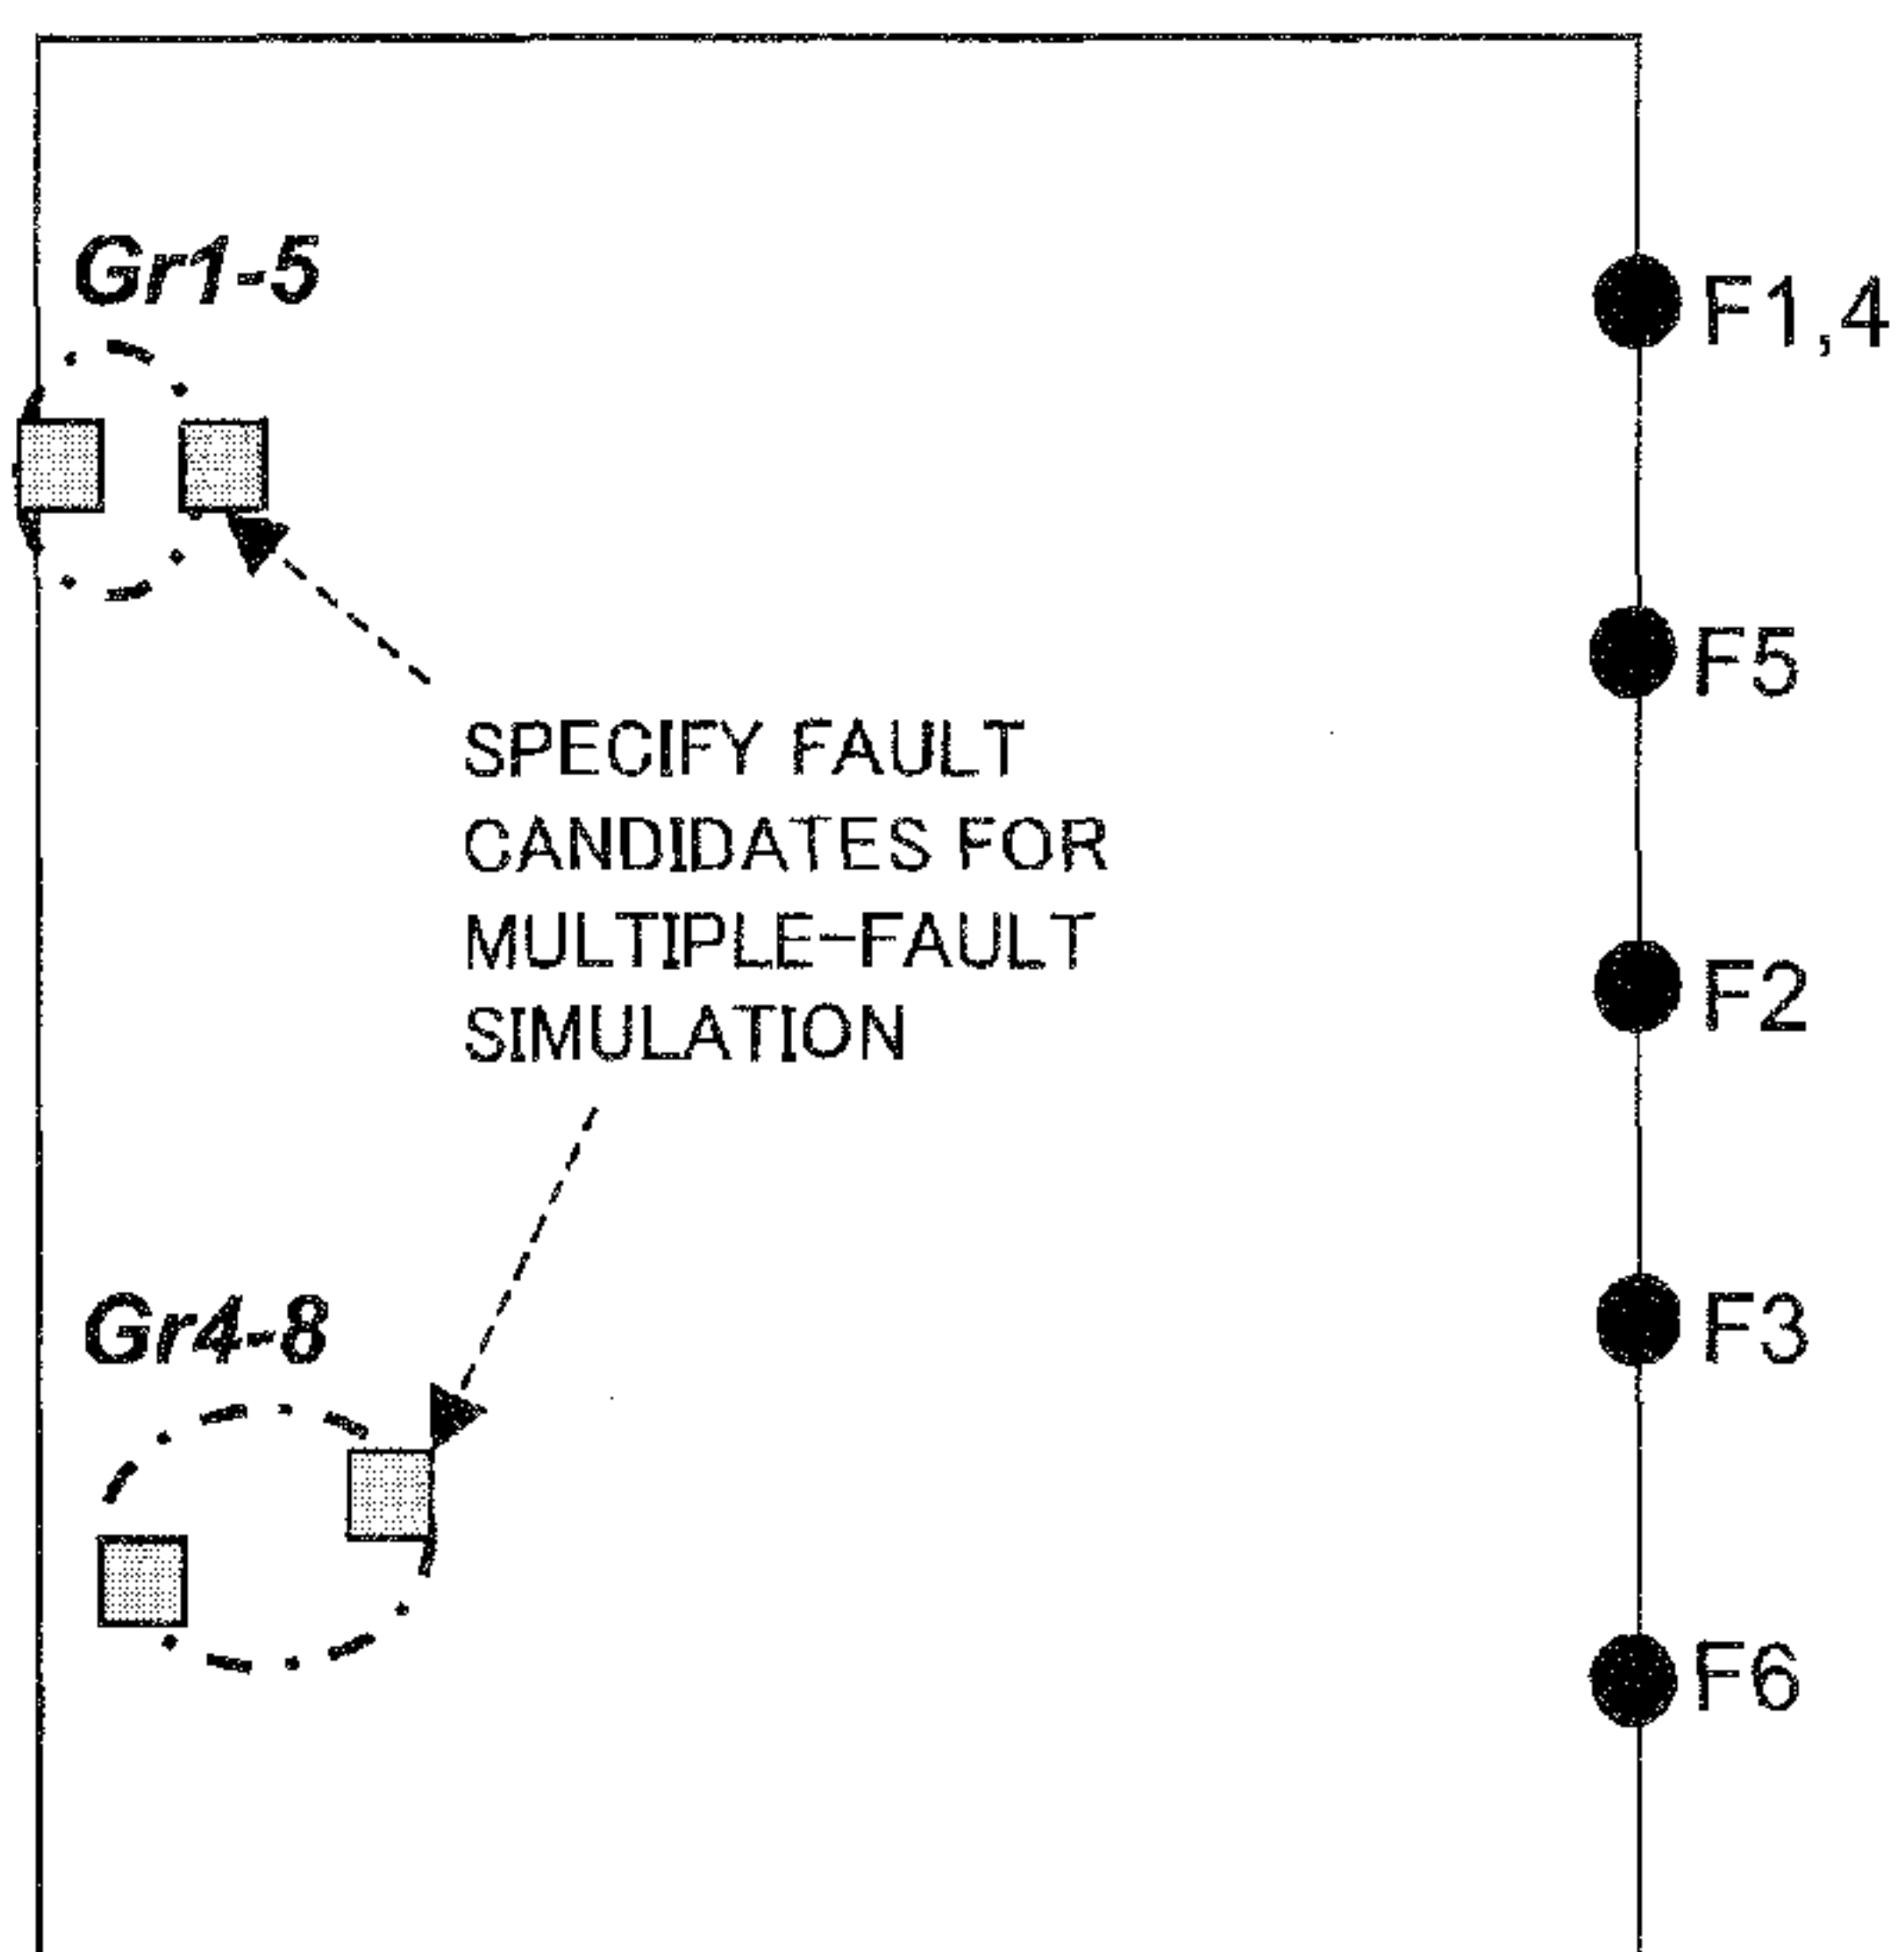 Gr1-5
F1,4
F5
SPECIFY FAULT
CANDIDATES FOR
MULTIPLE-FAULT
SIMULATION
F2
F3
Gr4-8
F6